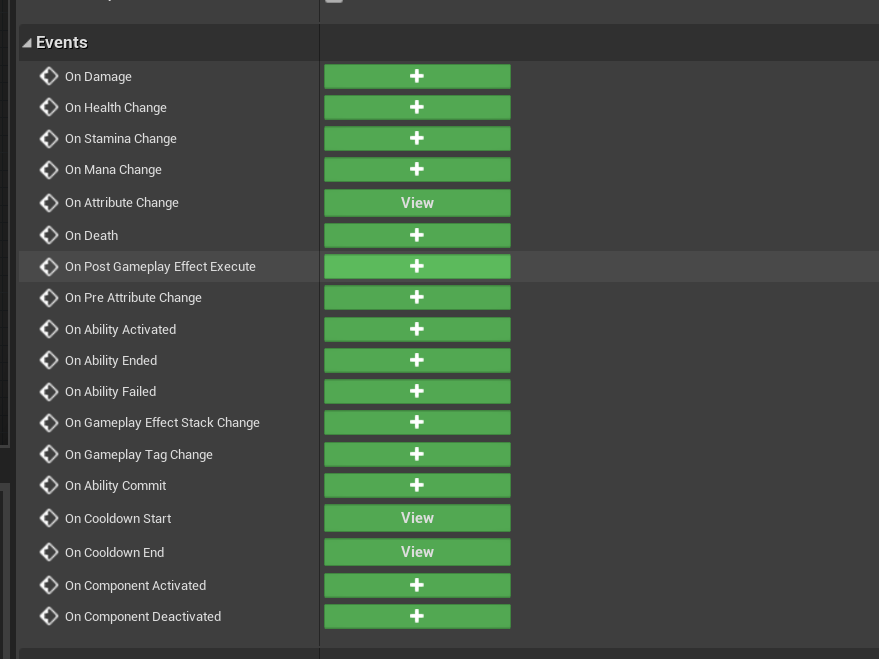 Events
On Damage
On Health Change
On Stamina Change
On Mana Change
On Attribute Change View
On Death
On Post Gameplay Effect Execute
On Pre Attribute Change
On Ability Activated
On Ability Ended
On Ability Failed
On Gameplay Effect Stack Change
On Gameplay Tag Change
On Ability Commit
On Cooldown Start View
On Cooldown End View
On Component Activated
On Component Deactivated